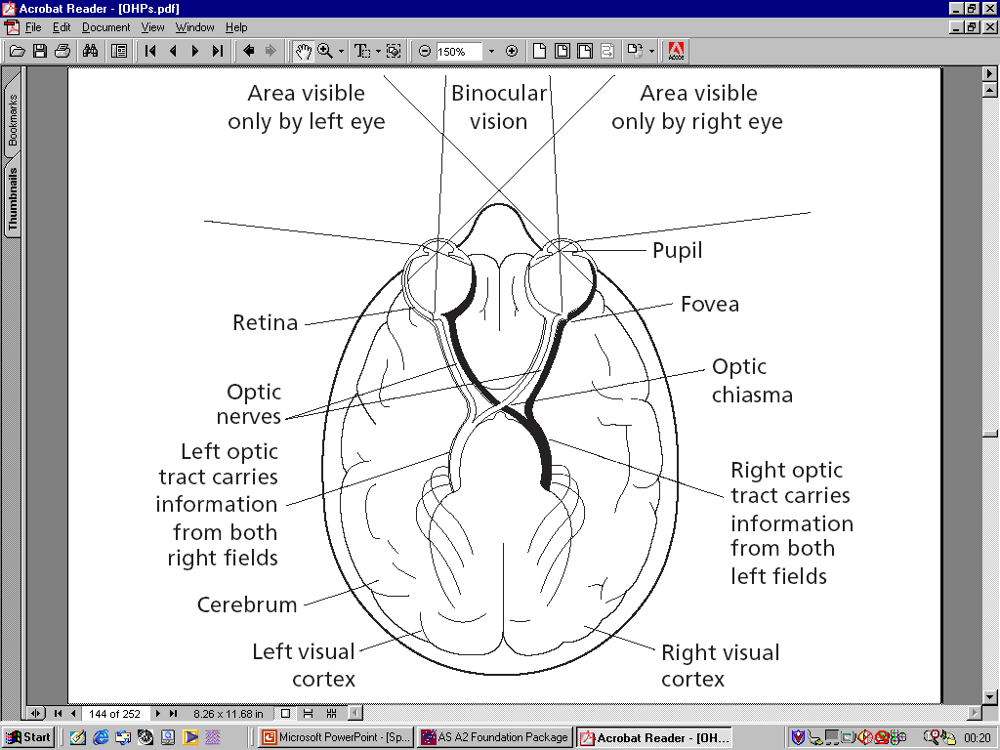 Acrobat Reader - [OHPs.pdf]
File Edit Document View Window Help
150%
Adobe
Bookmarks
Thumbnails
Area visible
only by left eye
Binocular
vision
Area visible
only by right eye
Pupil
Fovea
Retina
Optic
chiasma
Optic
nerves
Left optic
tract carries
information
from both
right fields
Right optic
tract carries
information
from both
left fields
Cerebrum
Left visual
cortex
Right visual
cortex
144 of 252
8.26 x 11.68 in
Start
Microsoft PowerPoint - [Sp...
AS A2 Foundation Package
Acrobat Reader - [OH...
00:20